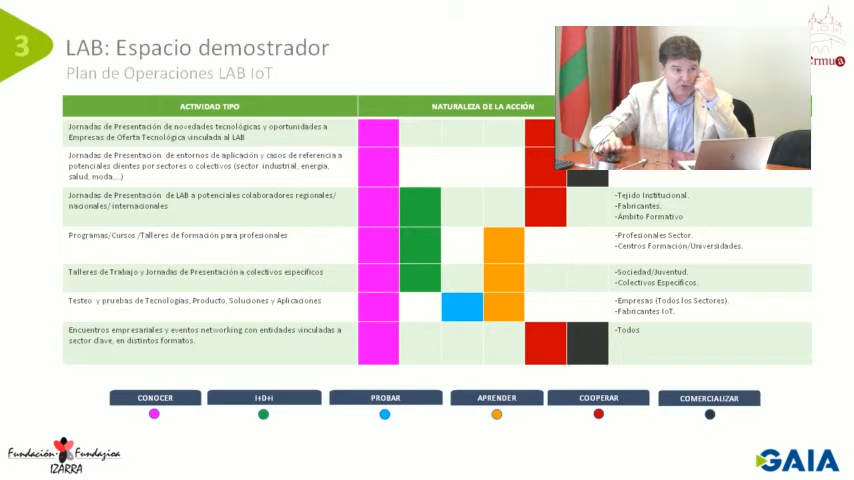 3
LAB: Espacio demostrador
Plan de Operaciones LAB IoT
ACTIVIDAD TIPO
NATURALEZA DE LA ACCIÓN
Jornadas de Presentación de novedades tecnológicas y oportunidades a
Empresas de Oferta Tecnológica vinculada al LAB
Jornadas de Presentación de entornos de aplicación y casos de referencia a
potenciales clientes por sectores o colectivos (sector industrial, energía,
salud, moda,...)
Jornadas de Presentación de LAB a potenciales colaboradores regionales/
nacionales/ internacionales
-Tejido Institucional.
-Fabricantes.
-Ámbito Formativo
Programas/Cursos /Talleres de formación para profesionales
-Profesionales Sector.
-Centros Formación/Universidades.
Talleres de Trabajo y Jornadas de Presentación a colectivos específicos
-Sociedad/Juventud.
-Colectivos Específicos.
Testeo y pruebas de Tecnologías, Producto, Soluciones y Aplicaciones
-Empresas (Todos los Sectores).
-Fabricantes IoT.
Encuentros empresariales y eventos networking con entidades vinculadas a
sector clave, en distintos formatos.
-Todos
CONOCER
I+D+i
PROBAR
APRENDER
COOPERAR
COMERCIALIZAR
Fundación Fundazioa
IZARRA
GAIA